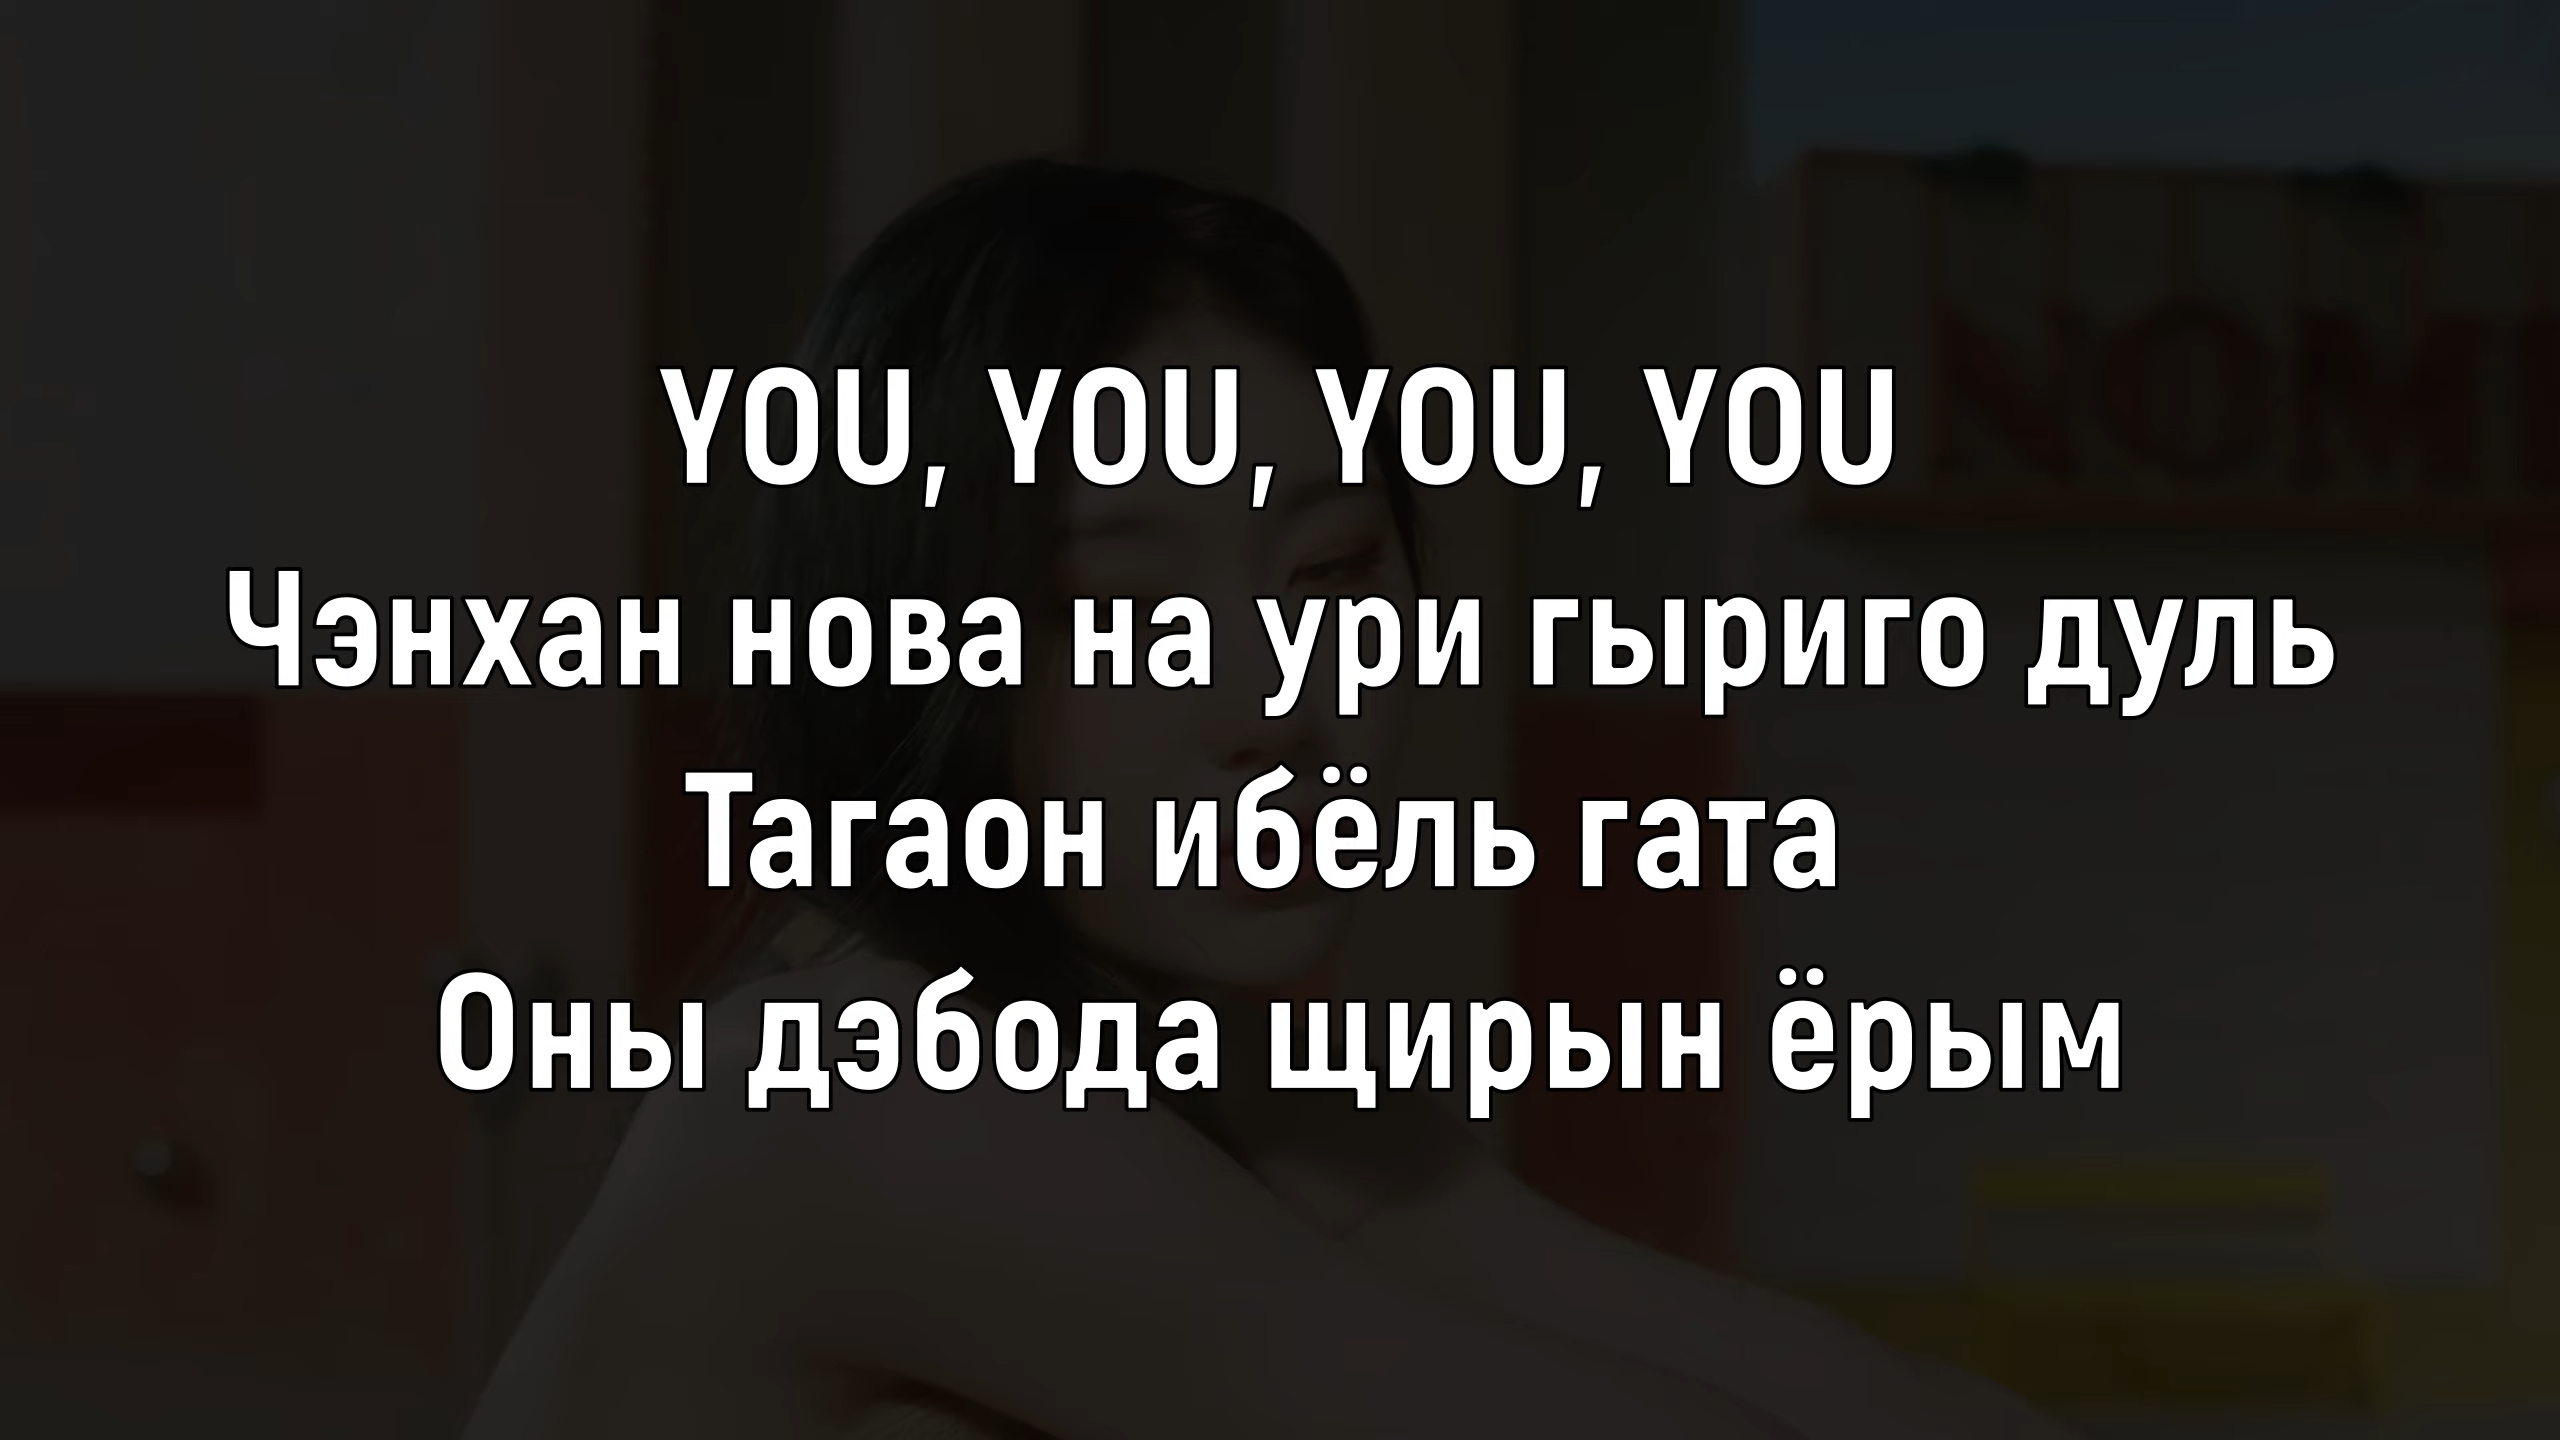 YOU, YOU, YOU, YOU
Чэнхан нова на ури гыриго дуль
Тагаон ибёль гата
Оны дэбода щирын ёрым